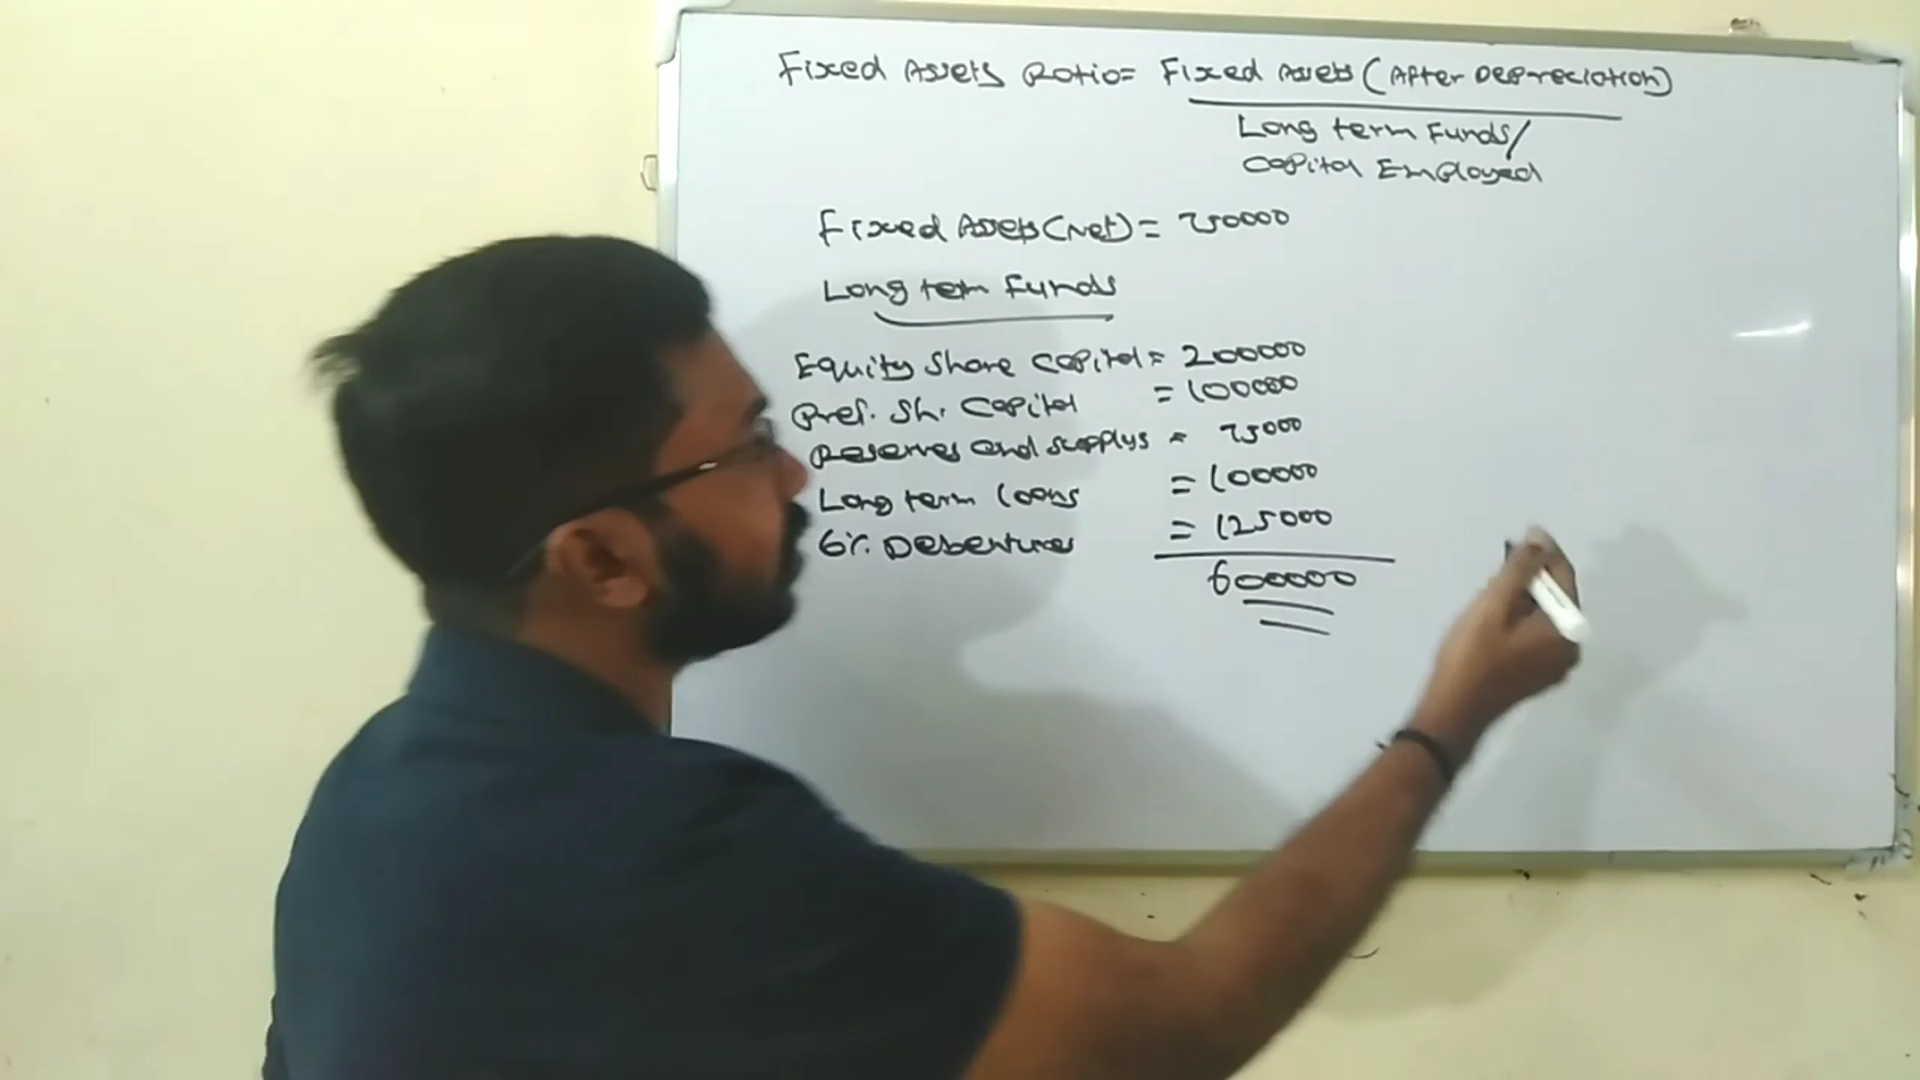 Fixed Assets Ratio = Fixed Assets (After Depreciation)
Long term Funds/
Capital Employed
Fixed Assets (Net) = 750000
Long term Funds
Equity Share Capital = 200000
Pref. Sh. Capital = 100000
Reserves and surplus = 75000
Long term loans = 100000
6% Debentures = 125000
600000